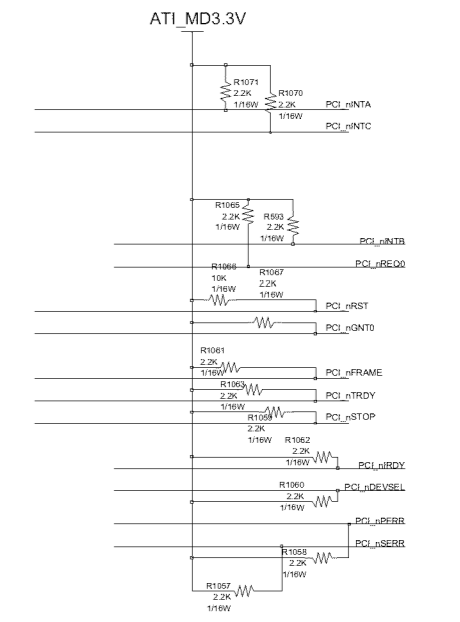 ATI_MD3.3V
R1071
2.2K
1/16W
R1070
2.2K
1/16W
PCI_nINTA
PCI_nINTC
R1065
2.2K
1/16W
R593
2.2K
1/16W
PCI_nINTB
PCI_nREQ0
R1066
10K
1/16W
R1067
2.2K
1/16W
PCI_nRST
PCI_nGNT0
R1061
2.2K
1/16W
PCI_nFRAME
R1063
2.2K
1/16W
PCI_nTRDY
R1059
2.2K
1/16W
PCI_nSTOP
R1062
2.2K
1/16W
PCI_nIRDY
R1060
2.2K
1/16W
PCI_nDEVSEL
PCI_nPERR
PCI_nSERR
R1058
2.2K
1/16W
R1057
2.2K
1/16W